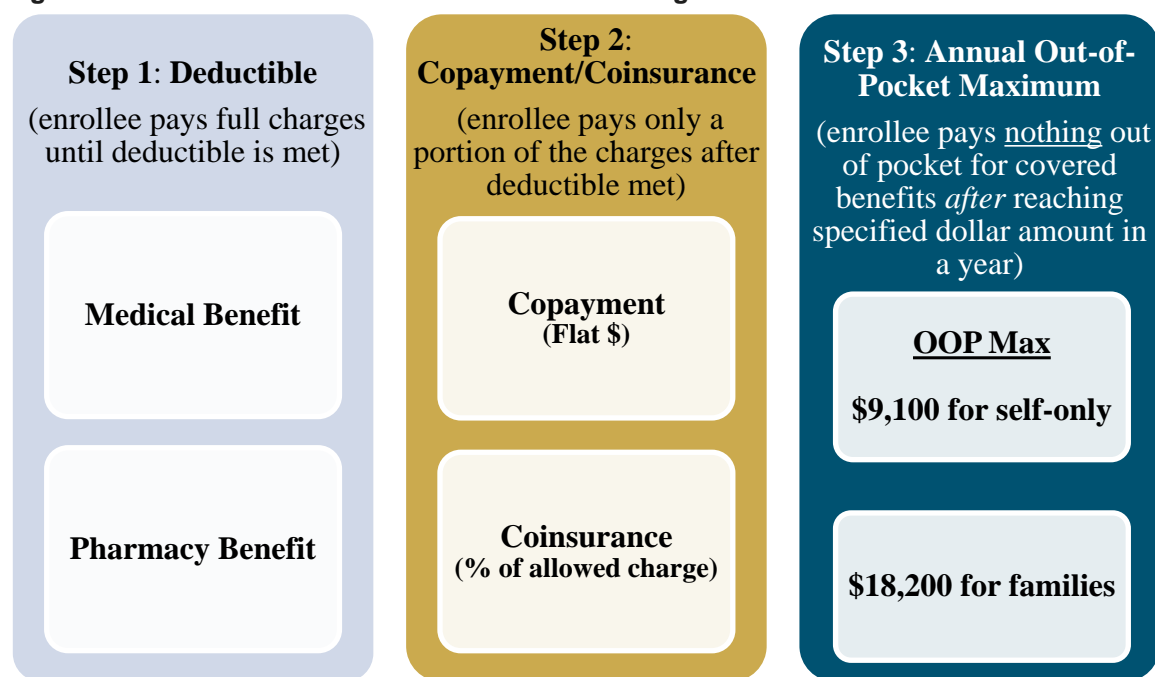 Step 1: Deductible
(enrollee pays full charges
until deductible is met)
Medical Benefit
Pharmacy Benefit
Step 2:
Copayment/Coinsurance
(enrollee pays only a
portion of the charges after
deductible met)
Copayment
(Flat $)
Coinsurance
(% of allowed charge)
Step 3: Annual Out-of-
Pocket Maximum
(enrollee pays nothing out
of pocket for covered
benefits after reaching
specified dollar amount in
a year)
OOP Max
$9,100 for self-only
$18,200 for families